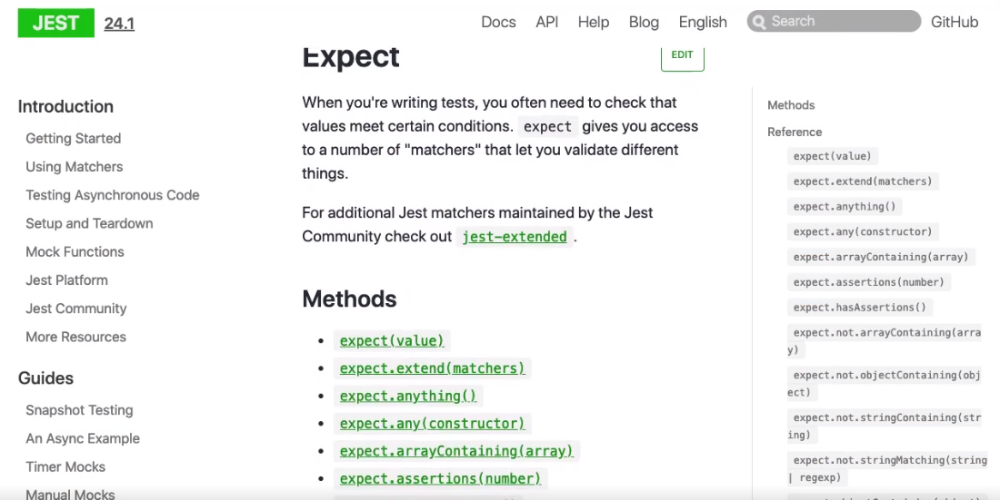 JEST 24.1 Docs API Help Blog English Search GitHub
Introduction
Getting Started
Using Matchers
Testing Asynchronous Code
Setup and Teardown
Mock Functions
Jest Platform
Jest Community
More Resources
Guides
Snapshot Testing
An Async Example
Timer Mocks
Manual Mocks
Expect
EDIT
When you're writing tests, you often need to check that
values meet certain conditions. expect gives you access
to a number of "matchers" that let you validate different
things.
For additional Jest matchers maintained by the Jest
Community check out jest-extended .
Methods
• expect(value)
• expect.extend(matchers)
• expect.anything()
• expect.any(constructor)
• expect.arrayContaining(array)
• expect.assertions(number)
Methods
Reference
expect(value)
expect.extend(matchers)
expect.anything()
expect.any(constructor)
expect.arrayContaining(array)
expect.assertions(number)
expect.hasAssertions()
expect.not.arrayContaining(arra
y)
expect.not.objectContaining(obj
ect)
expect.not.stringContaining(str
ing)
expect.not.stringMatching(string
| regexp)